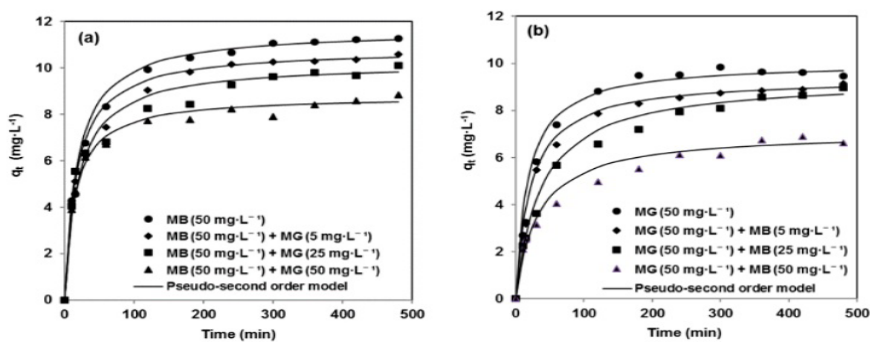 (a)
12
10
8
6
4
2
0
qt (mg·L⁻¹)
MB (50 mg·L⁻¹)
MB (50 mg·L⁻¹) + MG (5 mg·L⁻¹)
MB (50 mg·L⁻¹) + MG (25 mg·L⁻¹)
MB (50 mg·L⁻¹) + MG (50 mg·L⁻¹)
Pseudo-second order model
0 100 200 300 400 500
Time (min)
(b)
12
10
8
6
4
2
0
qt (mg·L⁻¹)
MG (50 mg·L⁻¹)
MG (50 mg·L⁻¹) + MB (5 mg·L⁻¹)
MG (50 mg·L⁻¹) + MB (25 mg·L⁻¹)
MG (50 mg·L⁻¹) + MB (50 mg·L⁻¹)
Pseudo-second order model
0 100 200 300 400 500
Time (min)